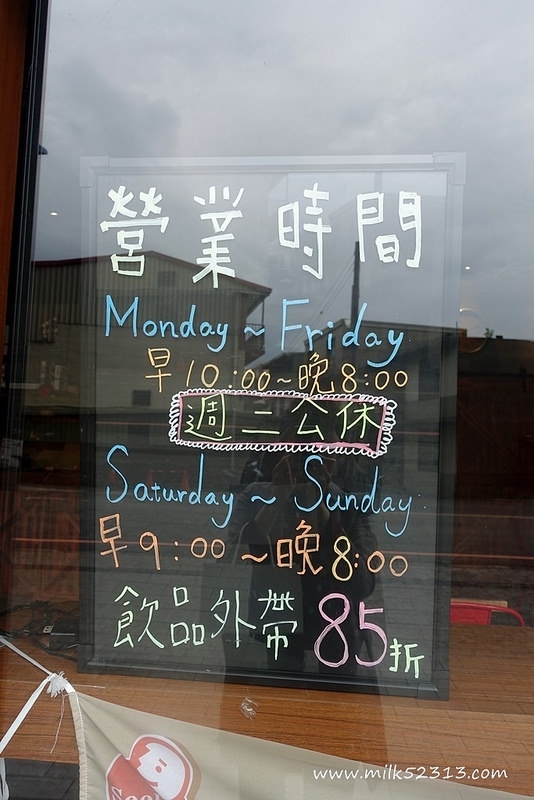 營業時間
Monday ~ Friday
早10:00~晚8:00
週二公休
Saturday ~ Sunday
早9:00~晚8:00
飲品外帶85折
www.milk52313.com